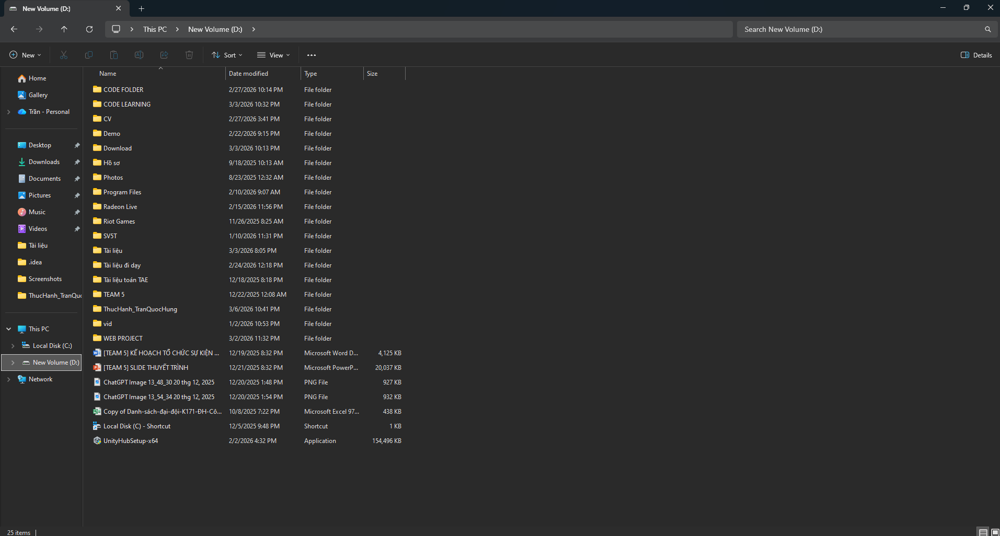 New Volume (D:)
This PC
New Volume (D:)
Search New Volume (D:)
New
Sort
View
Details
Home
Gallery
Trần - Personal
Desktop
Downloads
Documents
Pictures
Music
Videos
Tài liệu
.idea
Screenshots
ThucHanh_TranQuo
This PC
Local Disk (C:)
New Volume (D:)
Network
Name Date modified Type Size
CODE FOLDER 2/27/2026 10:14 PM File folder
CODE LEARNING 3/3/2026 10:32 PM File folder
CV 2/27/2026 3:41 PM File folder
Demo 2/22/2026 9:15 PM File folder
Download 3/3/2026 10:13 PM File folder
Hồ sơ 9/18/2025 10:13 AM File folder
Photos 8/23/2025 12:32 AM File folder
Program Files 2/10/2026 9:07 AM File folder
Radeon Live 2/15/2026 11:56 PM File folder
Riot Games 11/26/2025 8:25 AM File folder
SV5T 1/10/2026 11:31 PM File folder
Tài liệu 3/3/2026 8:05 PM File folder
Tài liệu đi dạy 2/24/2026 12:18 PM File folder
Tài liệu toán TAE 12/18/2025 8:18 PM File folder
TEAM 5 12/22/2025 12:08 AM File folder
ThucHanh_TranQuocHung 3/6/2026 10:41 PM File folder
vid 1/2/2026 10:53 PM File folder
WEB PROJECT 3/2/2026 11:32 PM File folder
[TEAM 5] KẾ HOẠCH TỔ CHỨC SỰ KIỆN ... 12/19/2025 8:32 PM Microsoft Word D... 4,125 KB
[TEAM 5] SLIDE THUYẾT TRÌNH 12/21/2025 8:32 PM Microsoft PowerP... 20,037 KB
ChatGPT Image 13_48_30 20 thg 12, 2025 12/20/2025 1:48 PM PNG File 927 KB
ChatGPT Image 13_54_34 20 thg 12, 2025 12/20/2025 1:54 PM PNG File 932 KB
Copy of Danh-sách-đại-đội-K171-ĐH-Cô... 10/8/2025 7:22 PM Microsoft Excel 97... 438 KB
Local Disk (C) - Shortcut 12/5/2025 9:48 PM Shortcut 1 KB
UnityHubSetup-x64 2/2/2026 4:32 PM Application 154,496 KB
25 items